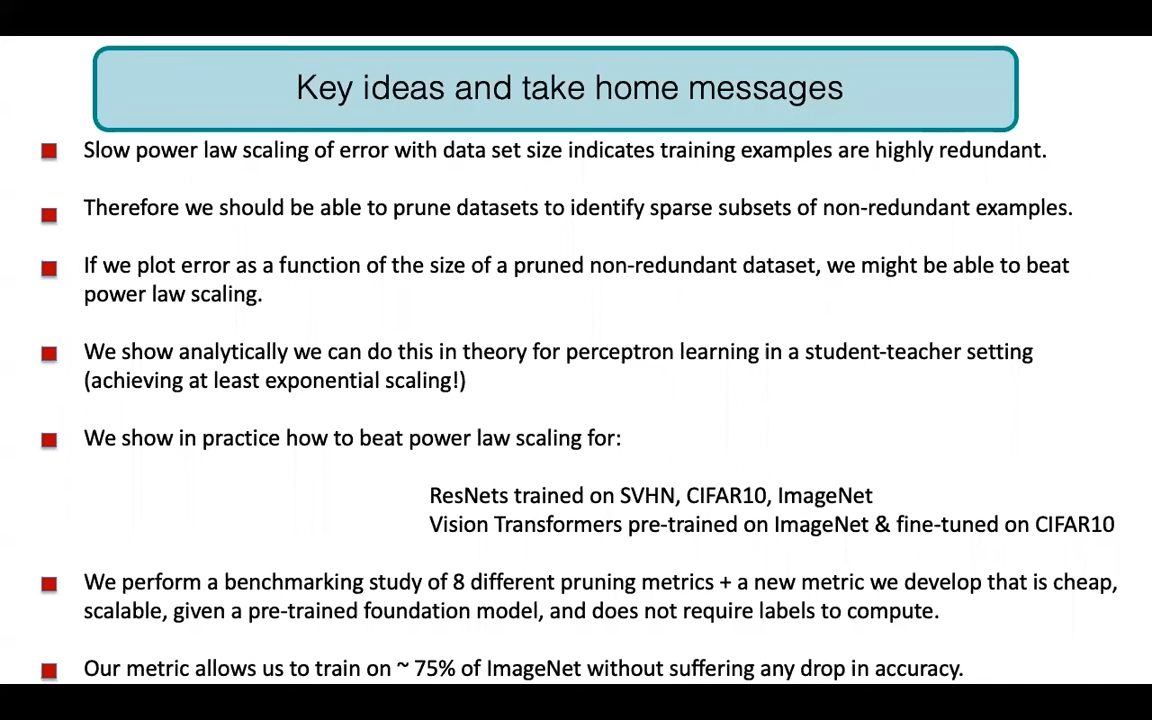 Key ideas and take home messages
Slow power law scaling of error with data set size indicates training examples are highly redundant.
Therefore we should be able to prune datasets to identify sparse subsets of non-redundant examples.
If we plot error as a function of the size of a pruned non-redundant dataset, we might be able to beat
power law scaling.
We show analytically we can do this in theory for perceptron learning in a student-teacher setting
(achieving at least exponential scaling!)
We show in practice how to beat power law scaling for:
ResNets trained on SVHN, CIFAR10, ImageNet
Vision Transformers pre-trained on ImageNet & fine-tuned on CIFAR10
We perform a benchmarking study of 8 different pruning metrics + a new metric we develop that is cheap,
scalable, given a pre-trained foundation model, and does not require labels to compute.
Our metric allows us to train on ~ 75% of ImageNet without suffering any drop in accuracy.